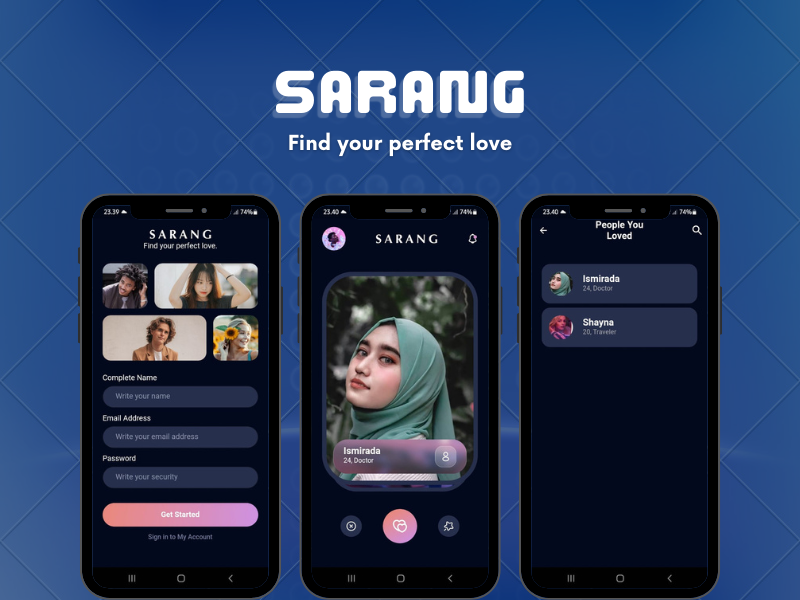 SARANG
Find your perfect love
23.39
74%
SARANG
Find your perfect love.
Complete Name
Write your name
Email Address
Write your email address
Password
Write your security
Get Started
Sign in to My Account
23.40
74%
SARANG
Ismirada
24, Doctor
23.40
74%
People You
Loved
Ismirada
24, Doctor
Shayna
20, Traveler